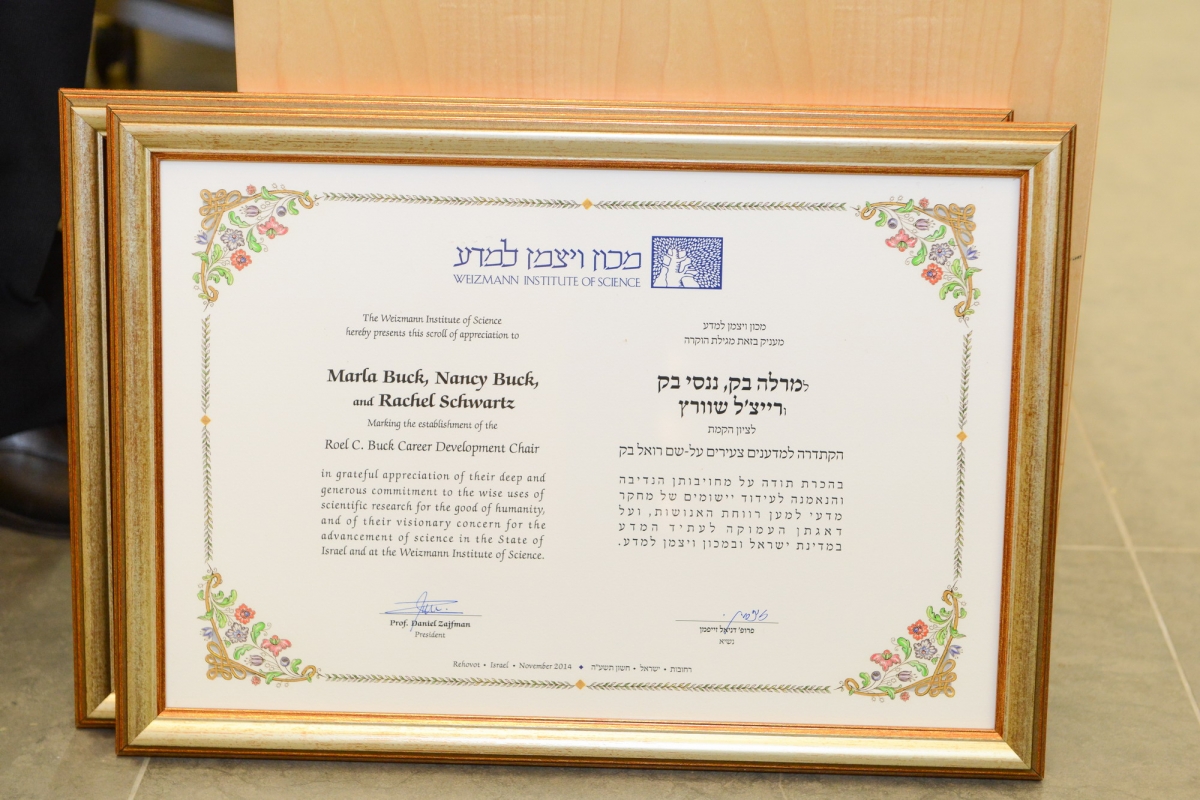 מכון ויצמן למדע
WEIZMANN INSTITUTE OF SCIENCE
The Weizmann Institute of Science
hereby presents this scroll of appreciation to
Marla Buck, Nancy Buck,
and Rachel Schwartz
Marking the establishment of the
Roel C. Buck Career Development Chair
in grateful appreciation of their deep and
generous commitment to the wise uses of
scientific research for the good of humanity,
and of their visionary concern for the
advancement of science in the State of
Israel and at the Weizmann Institute of Science.
Prof. Daniel Zajfman
President
מכון ויצמן למדע
מעניק בזאת מגילת הוקרה
למרלה בק, ננסי בק
ורייצ'ל שוורץ
לציון הקמת
הקתדרה למדענים צעירים על-שם רואל בק
בהכרת תודה על מחויבותן הנדיבה
והנאמנה לעידוד יישומים של מחקר
מדעי למען רווחת האנושות, ועל
דאגתן העמוקה לעתיד המדע
במדינת ישראל ובמכון ויצמן למדע.
פרופ' דניאל זייפמן
נשיא
Rehovot • Israel • November 2014 ♦ רחובות • ישראל • חשון תשע"ה